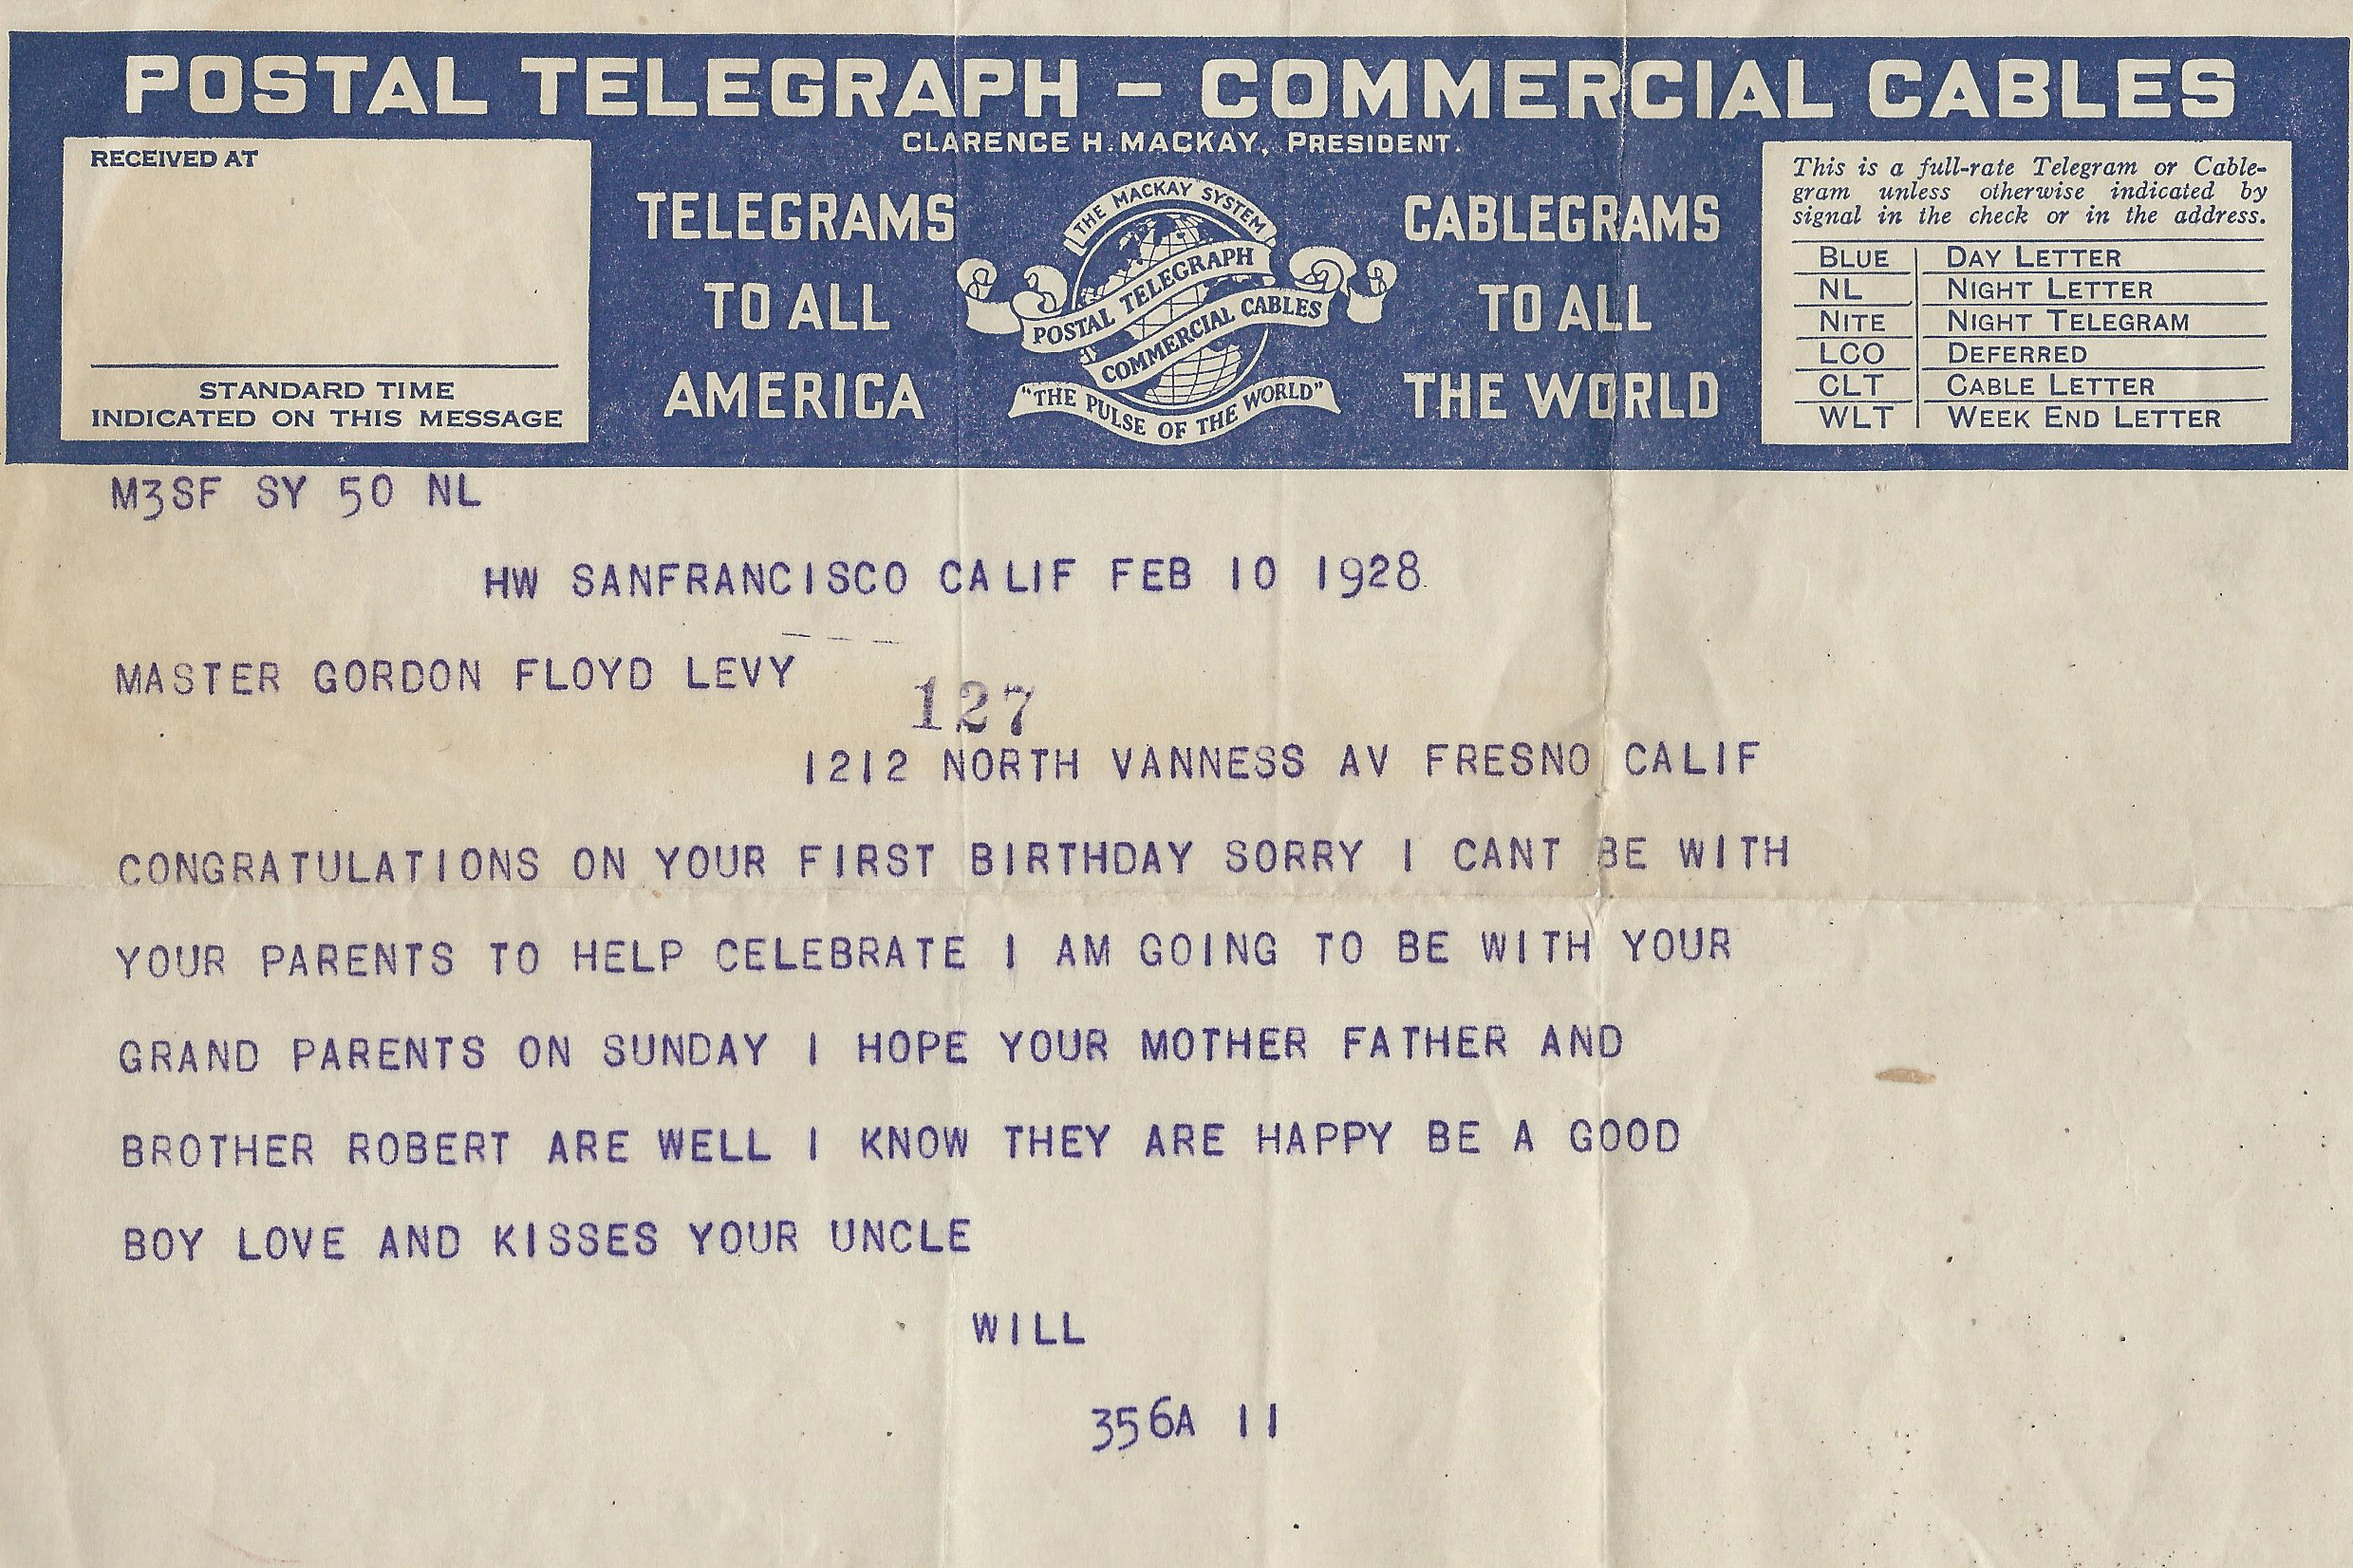 POSTAL TELEGRAPH - COMMERCIAL CABLES
CLARENCE H. MACKAY, PRESIDENT.
RECEIVED AT
STANDARD TIME
INDICATED ON THIS MESSAGE
TELEGRAMS
TO ALL
AMERICA
THE MACKAY SYSTEM
POSTAL TELEGRAPH
COMMERCIAL CABLES
"THE PULSE OF THE WORLD"
CABLEGRAMS
TO ALL
THE WORLD
This is a full-rate Telegram or Cable-
gram unless otherwise indicated by
signal in the check or in the address.
BLUE DAY LETTER
NL NIGHT LETTER
NITE NIGHT TELEGRAM
LCO DEFERRED
CLT CABLE LETTER
WLT WEEK END LETTER
M3SF SY 50 NL
HW SANFRANCISCO CALIF FEB 10 1928
MASTER GORDON FLOYD LEVY
127
1212 NORTH VANNESS AV FRESNO CALIF
CONGRATULATIONS ON YOUR FIRST BIRTHDAY SORRY I CANT BE WITH
YOUR PARENTS TO HELP CELEBRATE I AM GOING TO BE WITH YOUR
GRAND PARENTS ON SUNDAY I HOPE YOUR MOTHER FATHER AND
BROTHER ROBERT ARE WELL I KNOW THEY ARE HAPPY BE A GOOD
BOY LOVE AND KISSES YOUR UNCLE
WILL
356A 11